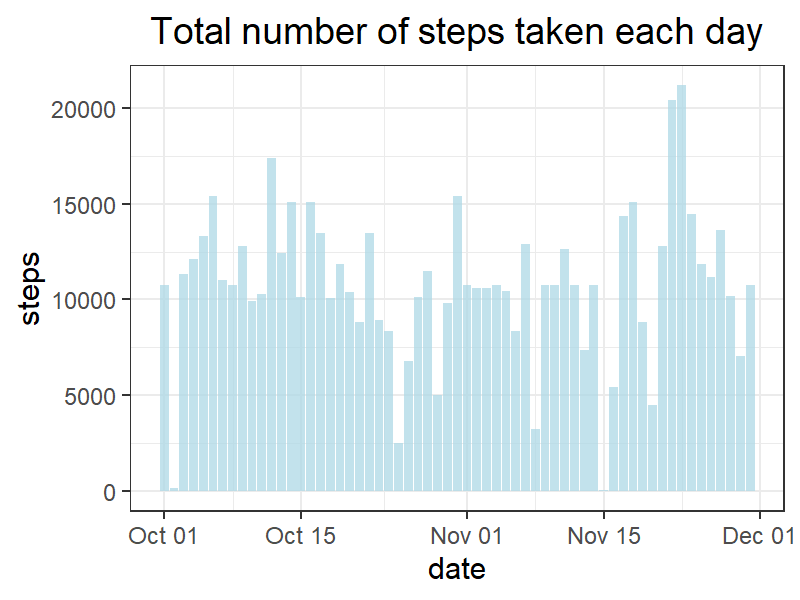 Total number of steps taken each day
steps
20000
15000
10000
5000
0
Oct 01
Oct 15
Nov 01
Nov 15
Dec 01
date